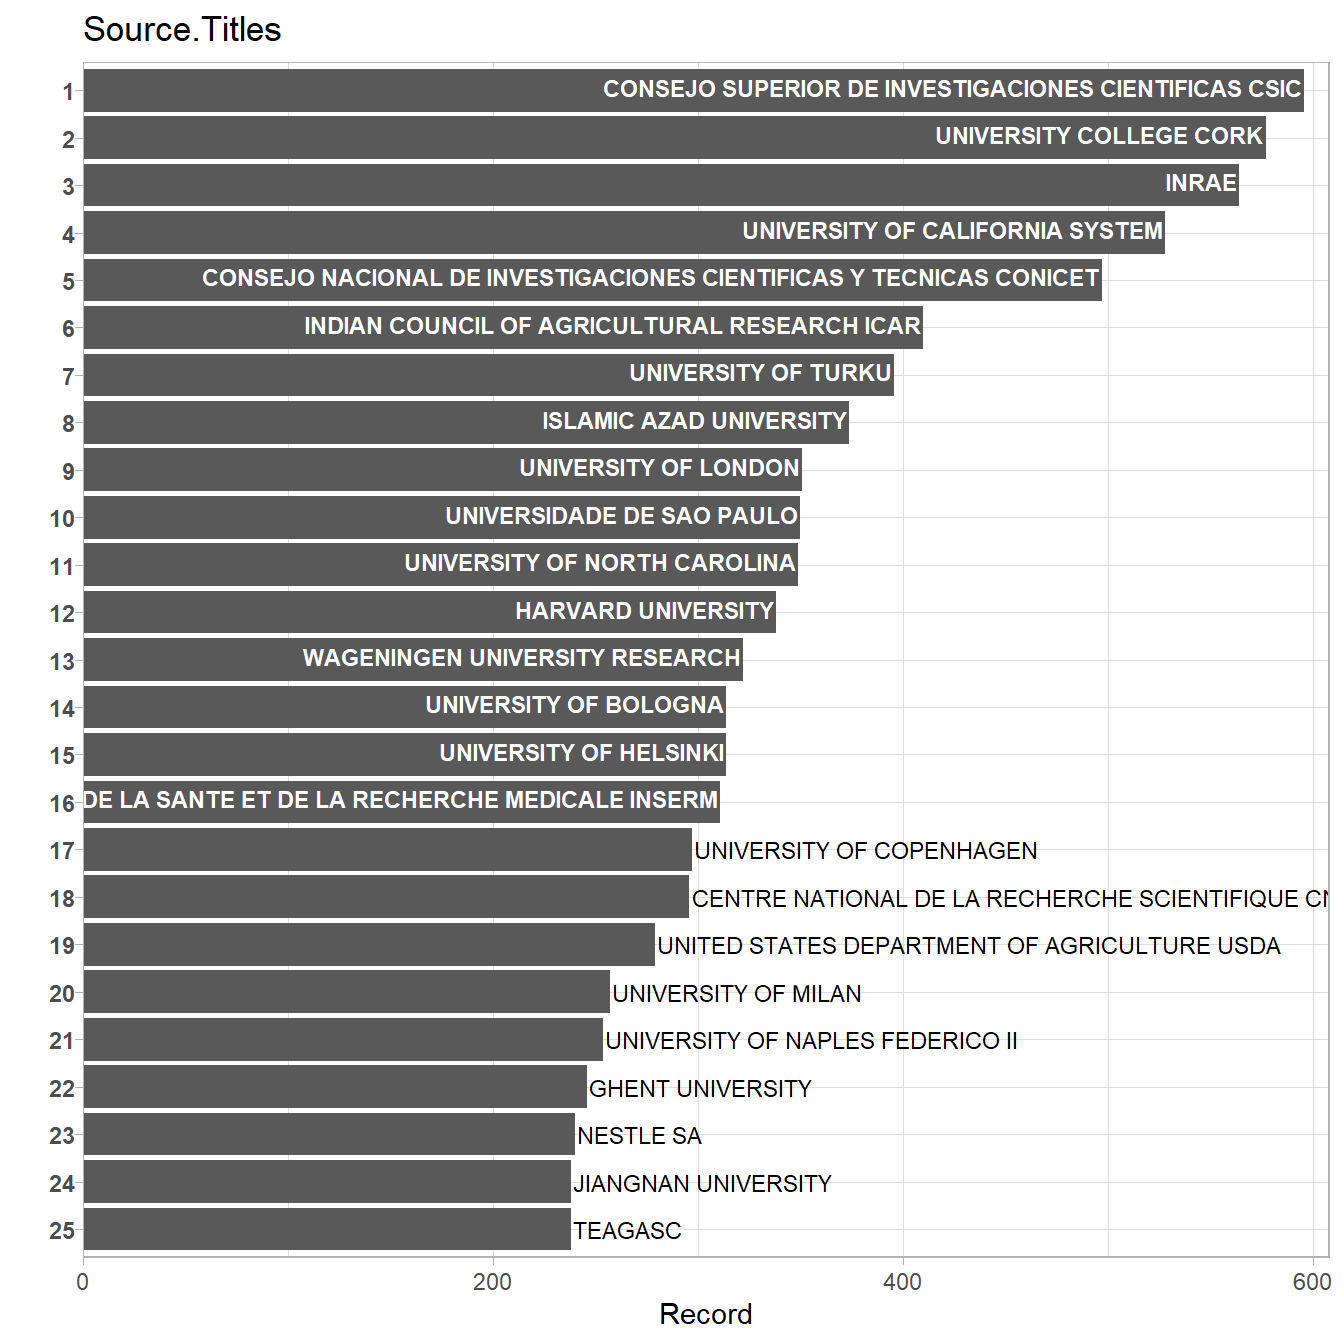 Source.Titles
1 CONSEJO SUPERIOR DE INVESTIGACIONES CIENTIFICAS CSIC
2 UNIVERSITY COLLEGE CORK
3 INRAE
4 UNIVERSITY OF CALIFORNIA SYSTEM
5 CONSEJO NACIONAL DE INVESTIGACIONES CIENTIFICAS Y TECNICAS CONICET
6 INDIAN COUNCIL OF AGRICULTURAL RESEARCH ICAR
7 UNIVERSITY OF TURKU
8 ISLAMIC AZAD UNIVERSITY
9 UNIVERSITY OF LONDON
10 UNIVERSIDADE DE SAO PAULO
11 UNIVERSITY OF NORTH CAROLINA
12 HARVARD UNIVERSITY
13 WAGENINGEN UNIVERSITY RESEARCH
14 UNIVERSITY OF BOLOGNA
15 UNIVERSITY OF HELSINKI
16 DE LA SANTE ET DE LA RECHERCHE MEDICALE INSERM
17 UNIVERSITY OF COPENHAGEN
18 CENTRE NATIONAL DE LA RECHERCHE SCIENTIFIQUE
19 UNITED STATES DEPARTMENT OF AGRICULTURE USDA
20 UNIVERSITY OF MILAN
21 UNIVERSITY OF NAPLES FEDERICO II
22 GHENT UNIVERSITY
23 NESTLE SA
24 JIANGNAN UNIVERSITY
25 TEAGASC
0 200 400 600
Record